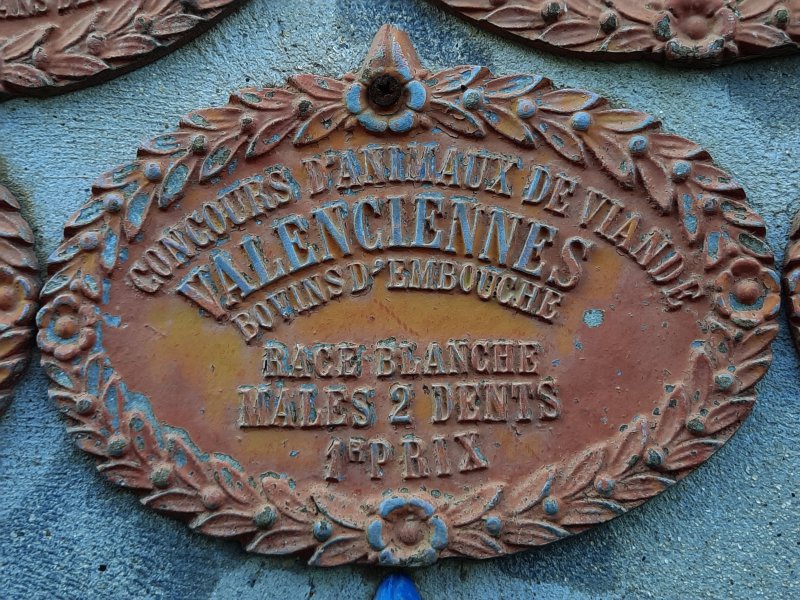 CONCOURS D'ANIMAUX DE VIANDE
VALENCIENNES
BOVINS D'EMBOUCHE
RACE BLANCHE
MALES 2 DENTS
1ER PRIX